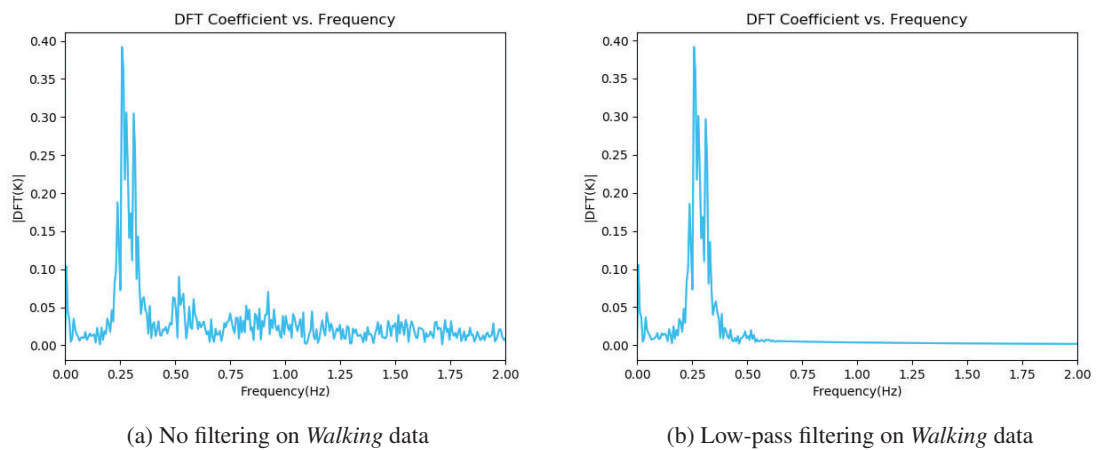 DFT Coefficient vs. Frequency
0.40
0.35
0.30
0.25
0.20
0.15
0.10
0.05
0.00
|DFT(K)|
0.00 0.25 0.50 0.75 1.00 1.25 1.50 1.75 2.00
Frequency(Hz)
(a) No filtering on Walking data
DFT Coefficient vs. Frequency
0.40
0.35
0.30
0.25
0.20
0.15
0.10
0.05
0.00
|DFT(K)|
0.00 0.25 0.50 0.75 1.00 1.25 1.50 1.75 2.00
Frequency(Hz)
(b) Low-pass filtering on Walking data